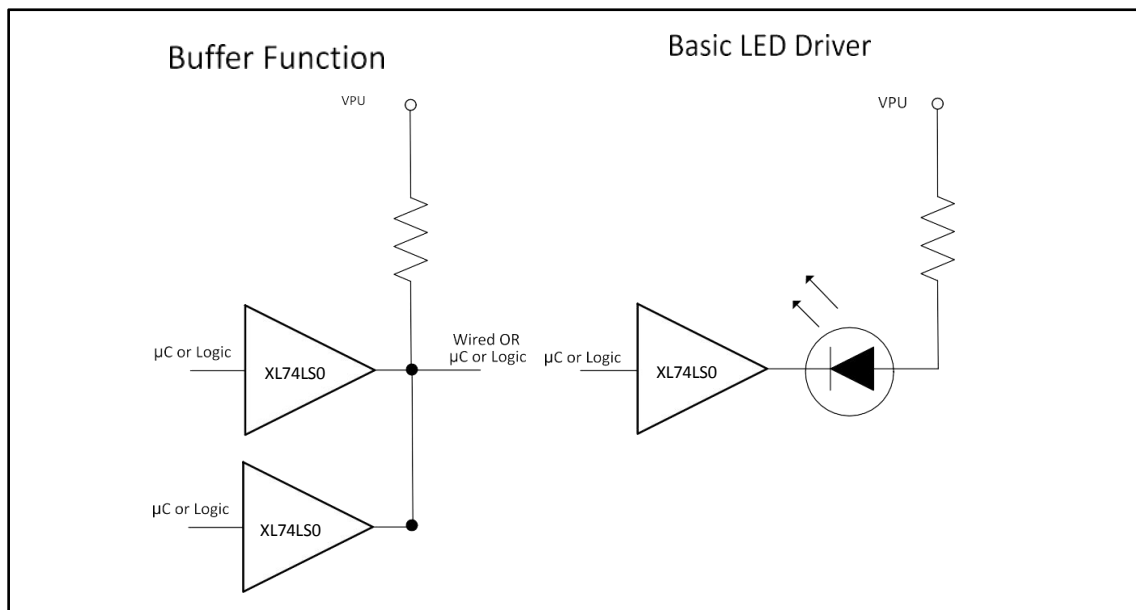 Buffer Function
VPU
µC or Logic
XL74LS0
Wired OR
µC or Logic
µC or Logic
XL74LS0
Basic LED Driver
VPU
µC or Logic
XL74LS0